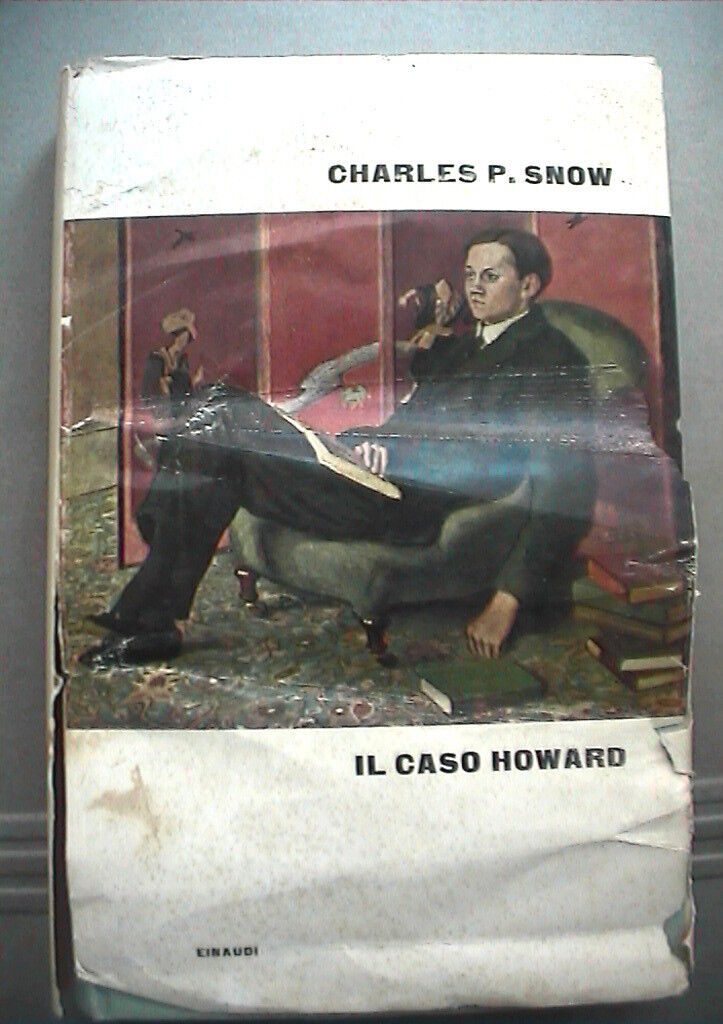 CHARLES P. SNOW
IL CASO HOWARD
EINAUDI